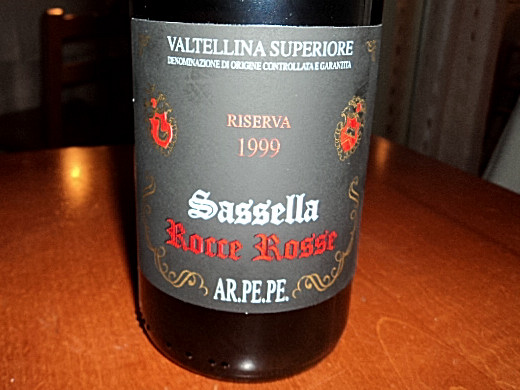 VALTELLINA SUPERIORE
DENOMINAZIONE DI ORIGINE CONTROLLATA E GARANTITA
RISERVA
1999
Sassella
Rocce Rosse
AR.PE.PE.